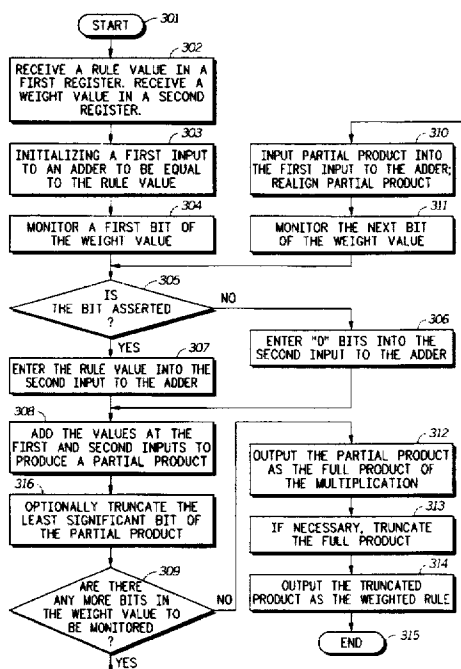 START
301
302
RECEIVE A RULE VALUE IN A
FIRST REGISTER. RECEIVE A
WEIGHT VALUE IN A SECOND
REGISTER.
303
INITIALIZING A FIRST INPUT
TO AN ADDER TO BE EQUAL
TO THE RULE VALUE
304
MONITOR A FIRST BIT OF
THE WEIGHT VALUE
310
INPUT PARTIAL PRODUCT INTO
THE FIRST INPUT TO THE ADDER;
REALIGN PARTIAL PRODUCT
311
MONITOR THE NEXT BIT
OF THE WEIGHT VALUE
305
IS
THE BIT ASSERTED
?
NO
YES
306
ENTER "0" BITS INTO THE
SECOND INPUT TO THE ADDER
307
ENTER THE RULE VALUE INTO THE
SECOND INPUT TO THE ADDER
308
ADD THE VALUES AT THE
FIRST AND SECOND INPUTS TO
PRODUCE A PARTIAL PRODUCT
316
OPTIONALLY TRUNCATE THE
LEAST SIGNIFICANT BIT OF
THE PARTIAL PRODUCT
309
ARE THERE
ANY MORE BITS IN
THE WEIGHT VALUE TO
BE MONITORED
?
NO
YES
312
OUTPUT THE PARTIAL PRODUCT
AS THE FULL PRODUCT OF
THE MULTIPLICATION
313
IF NECESSARY, TRUNCATE
THE FULL PRODUCT
314
OUTPUT THE TRUNCATED
PRODUCT AS THE WEIGHTED RULE
END
315